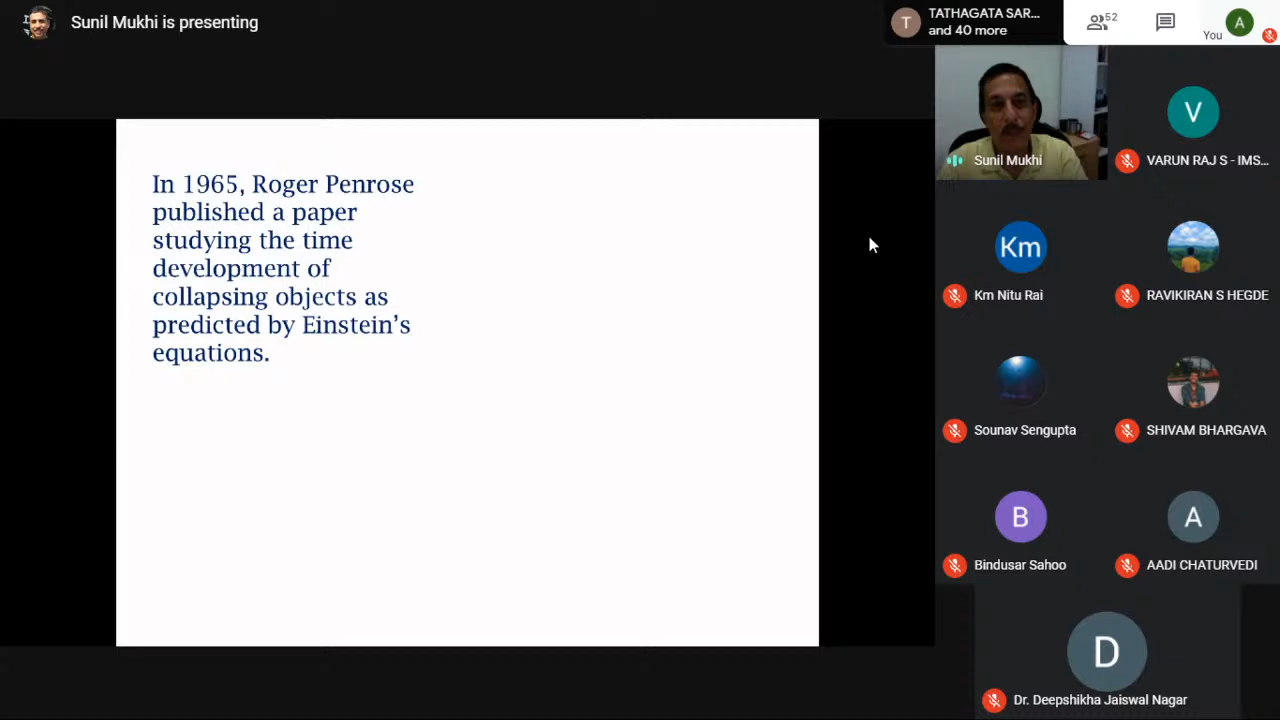 Sunil Mukhi is presenting
T
TATHAGATA SAR...
and 40 more
52
You
A
In 1965, Roger Penrose
published a paper
studying the time
development of
collapsing objects as
predicted by Einstein's
equations.
Sunil Mukhi
V
VARUN RAJ S - IMS...
Km
Km Nitu Rai
RAVIKIRAN S HEGDE
Sounav Sengupta
SHIVAM BHARGAVA
B
Bindusar Sahoo
A
AADI CHATURVEDI
D
Dr. Deepshikha Jaiswal Nagar